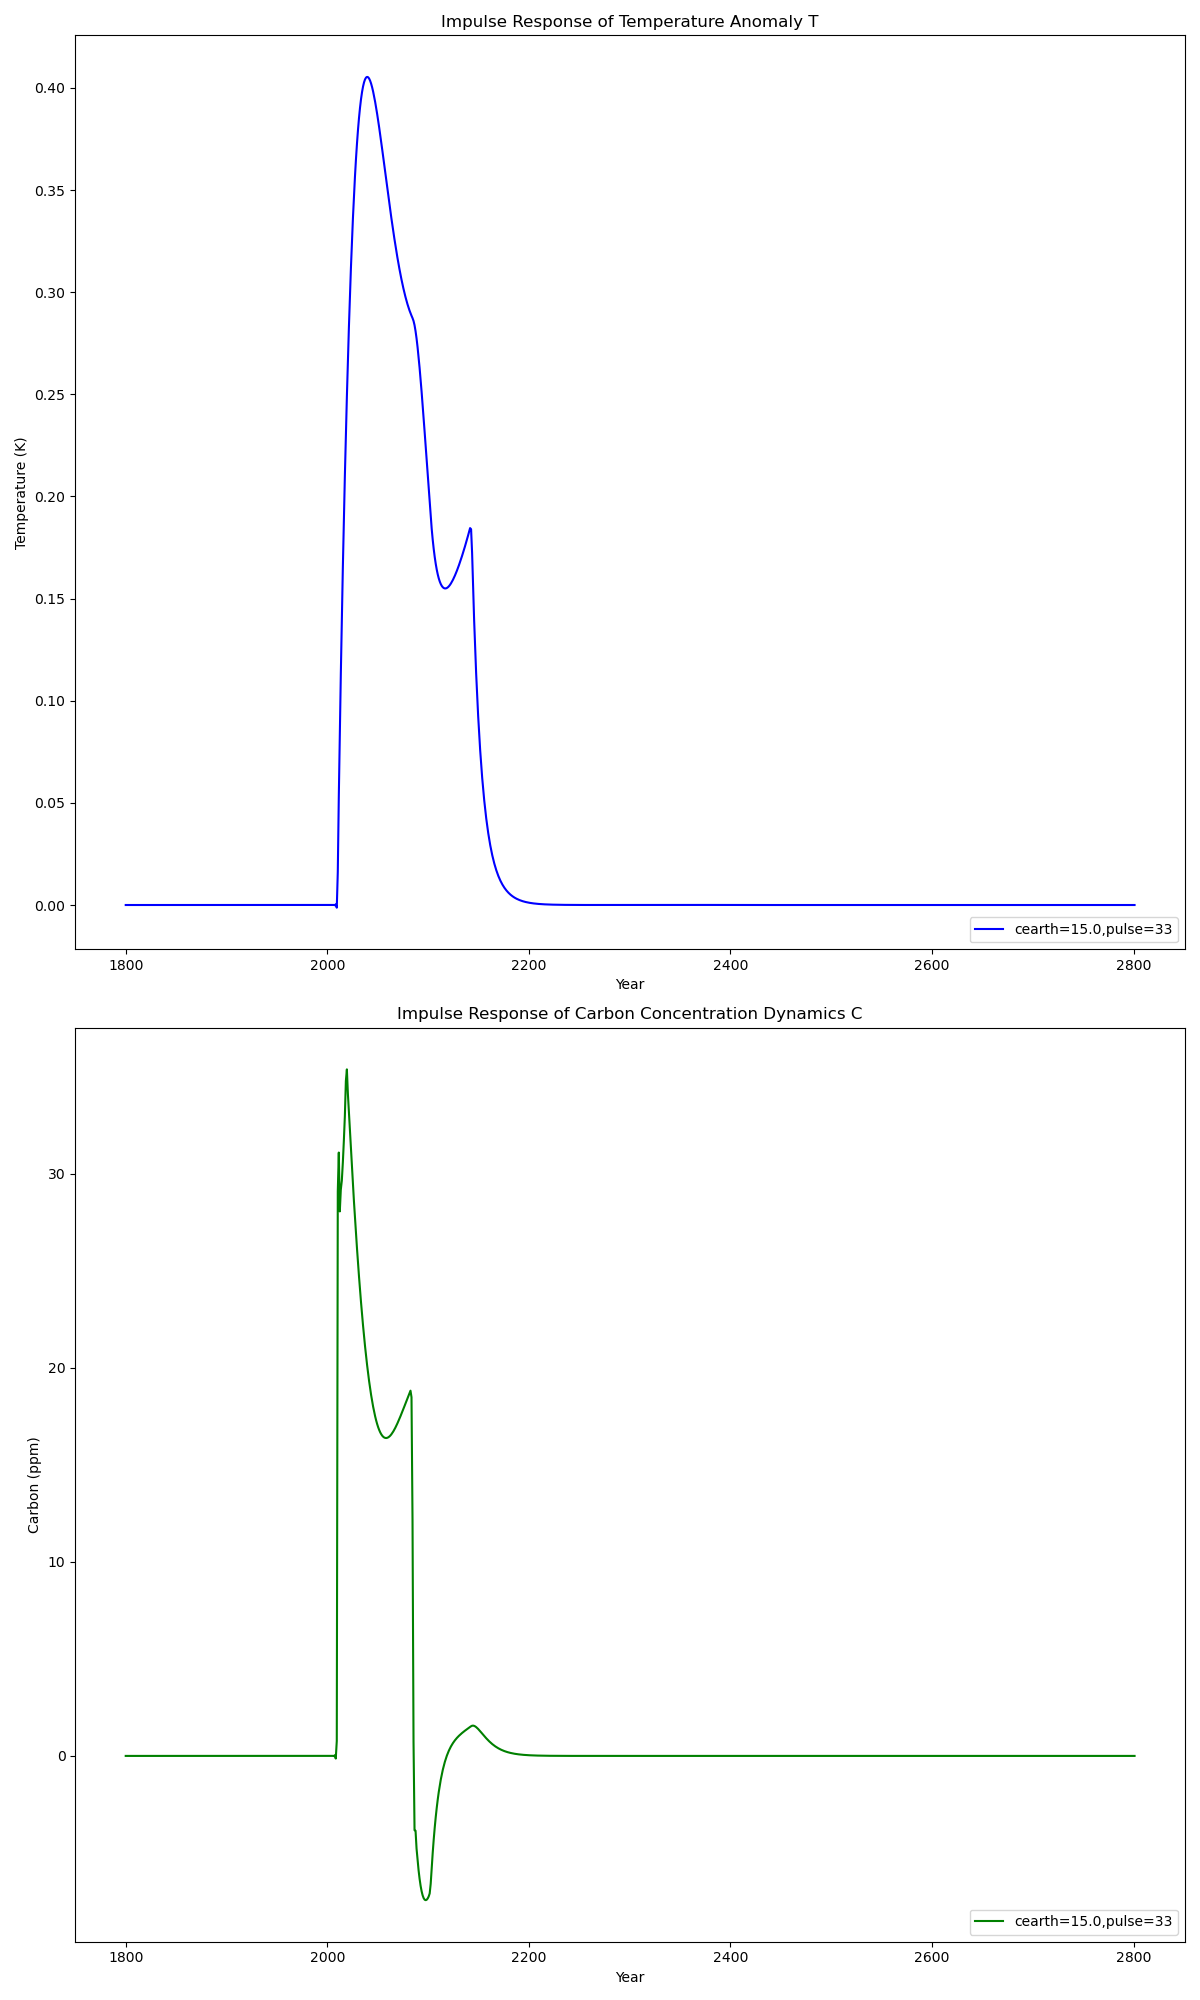 Impulse Response of Temperature Anomaly T
0.40
0.35
0.30
0.25
0.20
0.15
0.10
0.05
0.00
Temperature (K)
cearth=15.0,pulse=33
1800 2000 2200 2400 2600 2800
Year
Impulse Response of Carbon Concentration Dynamics C
30
20
10
0
Carbon (ppm)
cearth=15.0,pulse=33
1800 2000 2200 2400 2600 2800
Year